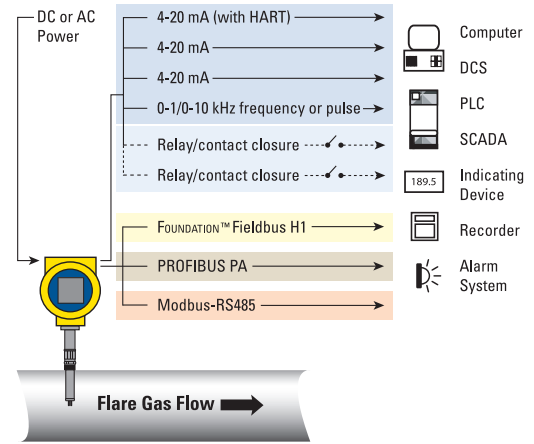 DC or AC
Power
4-20 mA (with HART)
4-20 mA
4-20 mA
0-1/0-10 kHz frequency or pulse
Relay/contact closure
Relay/contact closure
FOUNDATION™ Fieldbus H1
PROFIBUS PA
Modbus-RS485
Computer
DCS
PLC
SCADA
189.5
Indicating
Device
Recorder
Alarm
System
Flare Gas Flow